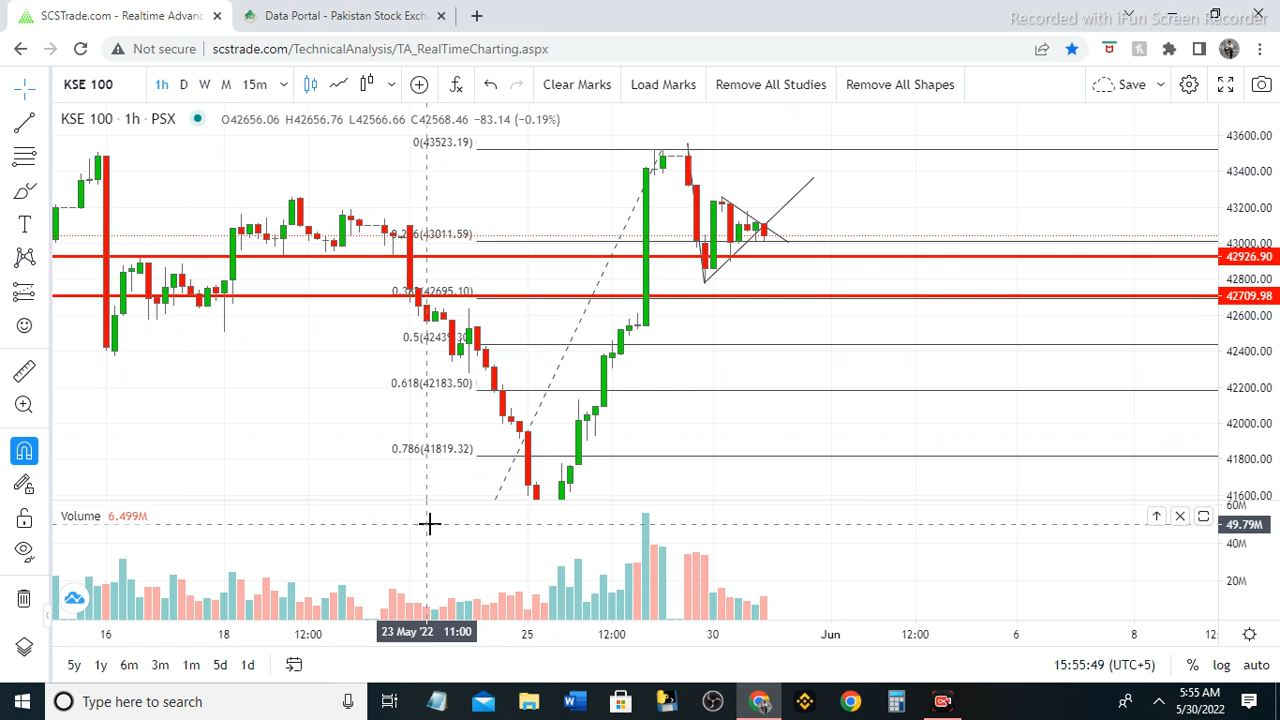 SCSTrade.com - Realtime Advanc
Data Portal - Pakistan Stock Exch
Recorded with iFun Screen Recorder
Not secure
scstrade.com/TechnicalAnalysis/TA_RealTimeCharting.aspx
KSE 100
1h D W M 15m
Clear Marks
Load Marks
Remove All Studies
Remove All Shapes
Save
KSE 100 · 1h · PSX
O42656.06 H42656.76 L42566.66 C42568.46 −83.14 (−0.19%)
0(43523.19)
43600.00
43400.00
43200.00
(43011.59)
43000.00
42926.90
42800.00
(42695.10)
42709.98
42600.00
0.5(42439.30)
42400.00
0.618(42183.50)
42200.00
42000.00
0.786(41819.32)
41800.00
41600.00
60M
Volume 6.499M
49.79M
40M
20M
16 18 12:00 23 May '22 11:00 25 12:00 30 Jun 12:00 6 8 12:
5y 1y 6m 3m 1m 5d 1d
15:55:49 (UTC+5)
% log auto
Type here to search
5:55 AM
5/30/2022